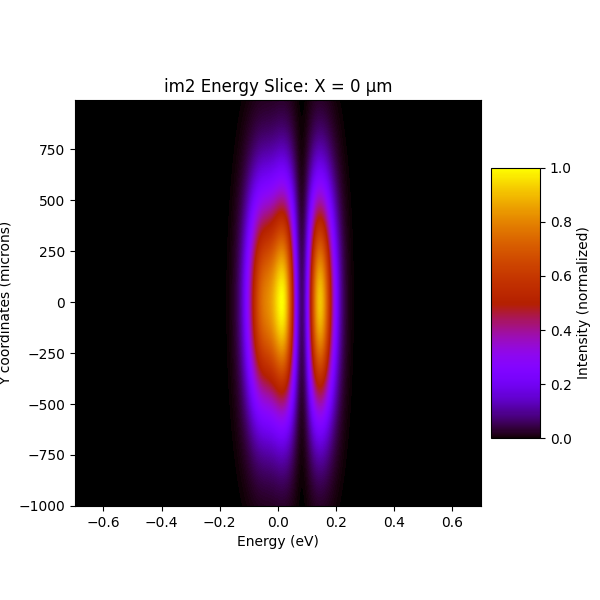 im2 Energy Slice: X = 0 μm
750
500
250
0
−250
−500
−750
−1000
Y coordinates (microns)
−0.6 −0.4 −0.2 0.0 0.2 0.4 0.6
Energy (eV)
1.0
0.8
0.6
0.4
0.2
0.0
Intensity (normalized)